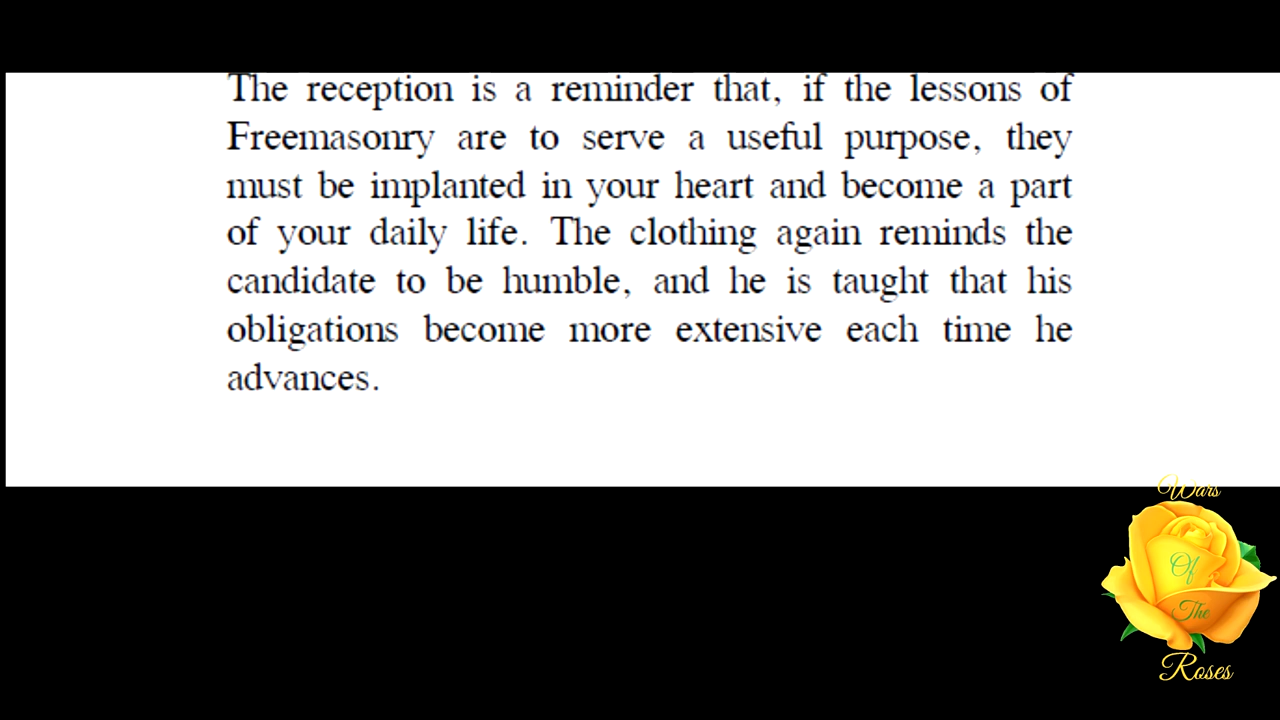 The reception is a reminder that, if the lessons of
Freemasonry are to serve a useful purpose, they
must be implanted in your heart and become a part
of your daily life. The clothing again reminds the
candidate to be humble, and he is taught that his
obligations become more extensive each time he
advances.
Wars
Of
The
Roses